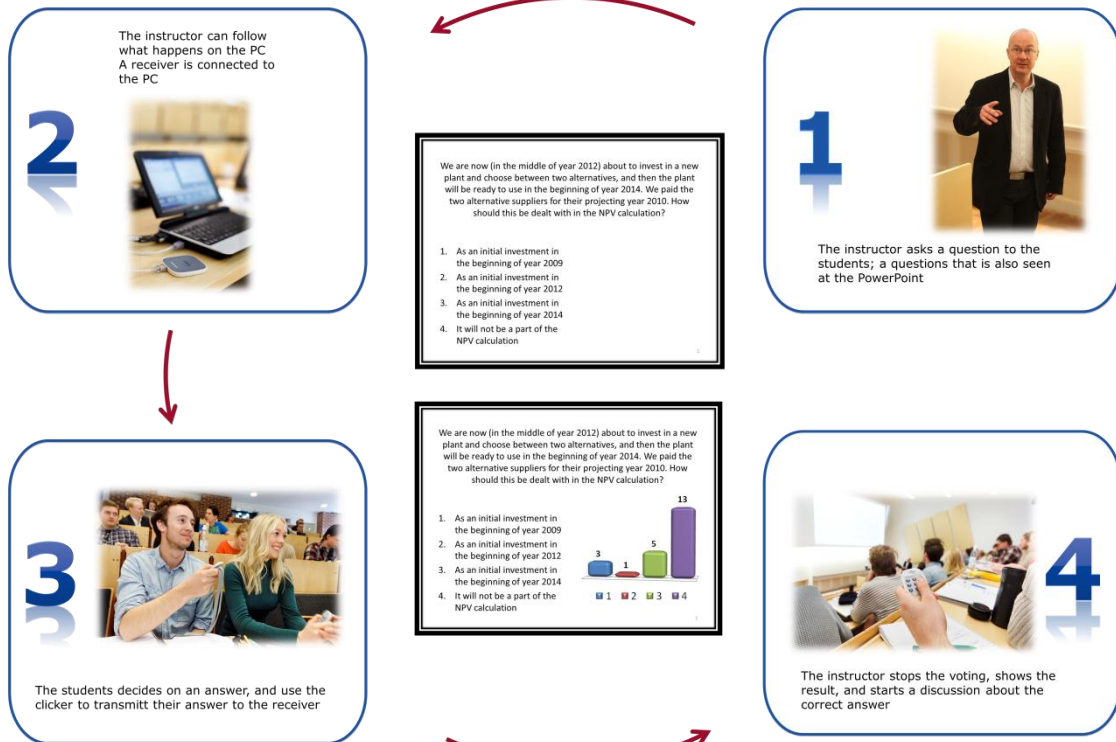 1
The instructor asks a question to the
students; a questions that is also seen
at the PowerPoint
The instructor can follow
what happens on the PC
A receiver is connected to
the PC
2
We are now (in the middle of year 2012) about to invest in a new
plant and choose between two alternatives, and then the plant
will be ready to use in the beginning of year 2014. We paid the
two alternative suppliers for their projecting year 2010. How
should this be dealt with in the NPV calculation?
1. As an initial investment in
the beginning of year 2009
2. As an initial investment in
the beginning of year 2012
3. As an initial investment in
the beginning of year 2014
4. It will not be a part of the
NPV calculation
3
The students decides on an answer, and use the
clicker to transmitt their answer to the receiver
We are now (in the middle of year 2012) about to invest in a new
plant and choose between two alternatives, and then the plant
will be ready to use in the beginning of year 2014. We paid the
two alternative suppliers for their projecting year 2010. How
should this be dealt with in the NPV calculation?
1. As an initial investment in
the beginning of year 2009
2. As an initial investment in
the beginning of year 2012
3. As an initial investment in
the beginning of year 2014
4. It will not be a part of the
NPV calculation
3
1
5
13
1 2 3 4
4
The instructor stops the voting, shows the
result, and starts a discussion about the
correct answer